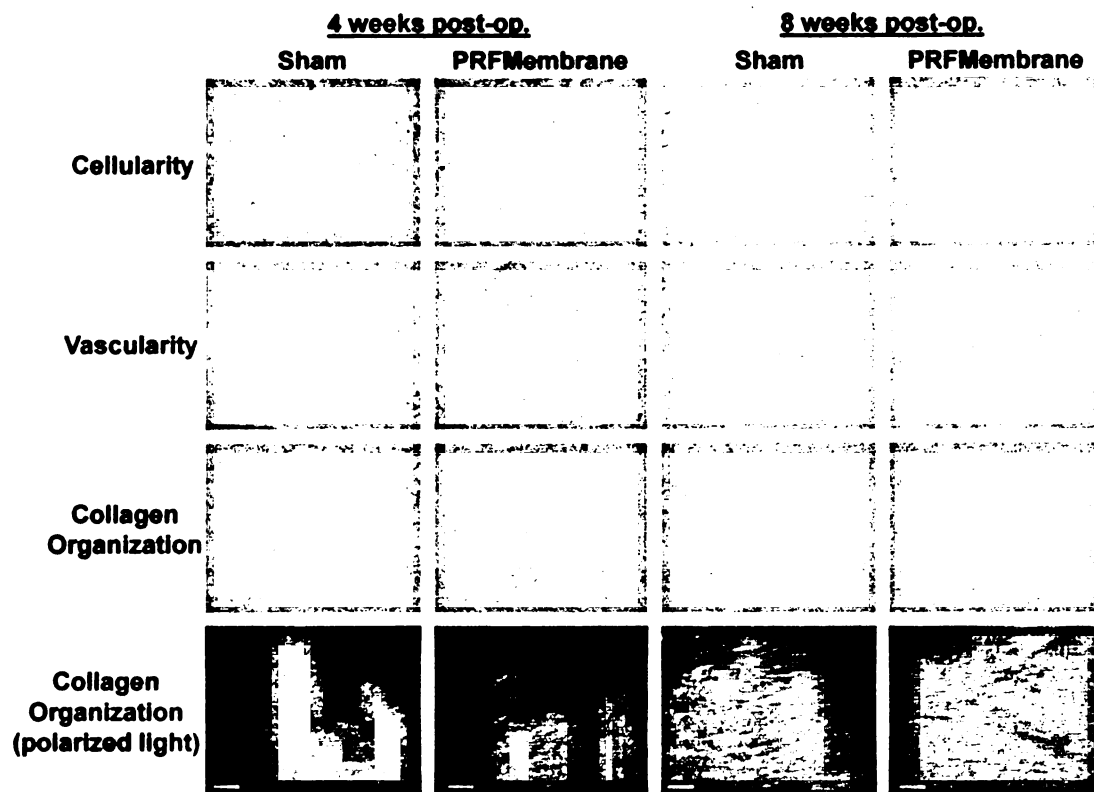 4 weeks post-op. 8 weeks post-op.
Sham PRFMembrane Sham PRFMembrane
Cellularity
Vascularity
Collagen
Organization
Collagen
Organization
(polarized light)